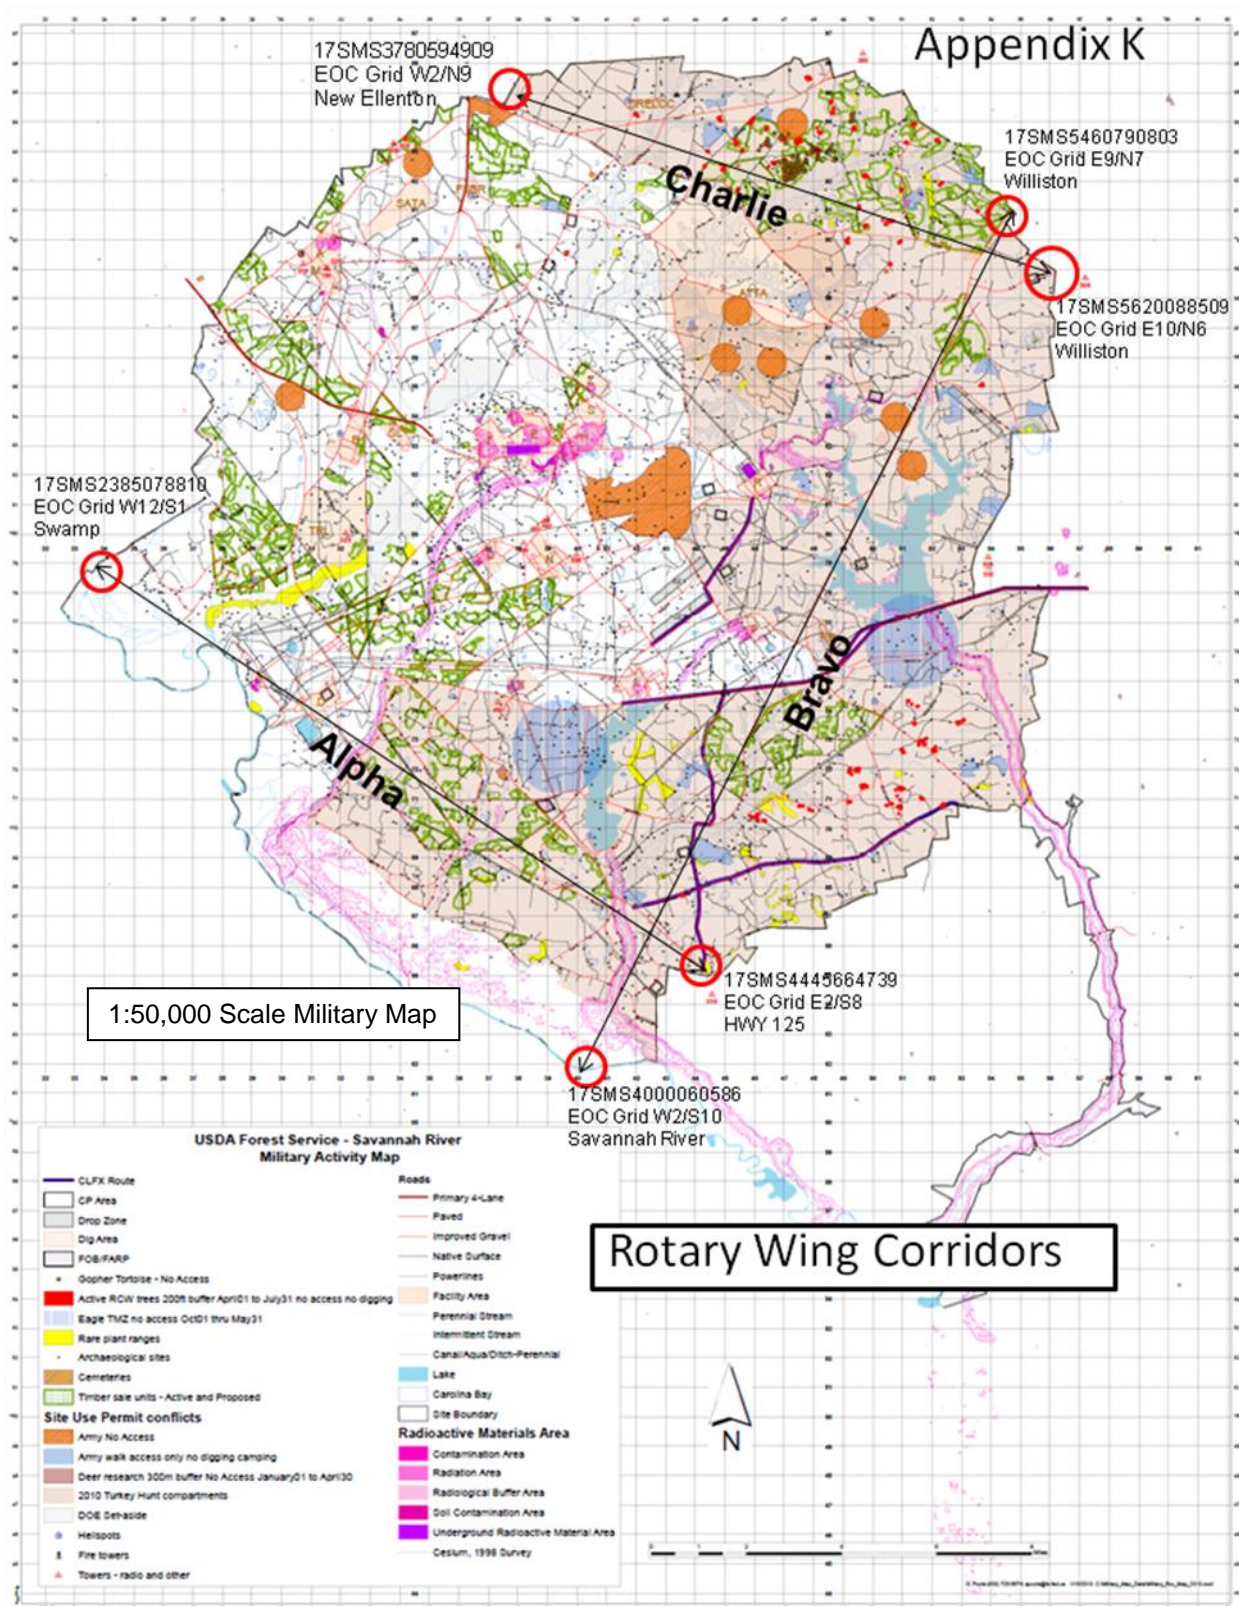 Appendix K
17SMS3780594909
EOC Grid W2/N9
New Ellenton
17SMS5460790803
EOC Grid E9/N7
Williston
Charlie
SATA
17SMS5620088509
EOC Grid E10/N6
Williston
17SMS2385078810
EOC Grid W12/S1
Swamp
Bravo
Alpha
17SMS4445664739
EOC Grid E2/S8
HWY 125
1:50,000 Scale Military Map
17SMS4000060586
EOC Grid W2/S10
Savannah River
USDA Forest Service - Savannah River
Military Activity Map
CLFX Route
CP Area
Drop Zone
Dig Area
FOB/FARP
Gopher Tortoise - No Access
Active RCW trees 200ft buffer April01 to July31 no access no digging
Eagle TMZ no access Oct01 thru May31
Rare plant ranges
Archaeological sites
Cemeteries
Timber sale units - Active and Proposed
Site Use Permit conflicts
Army No Access
Army walk access only no digging camping
Deer research 300m buffer No Access January01 to April30
2010 Turkey Hunt compartments
DOE Set-aside
Helispots
Fire towers
Towers - radio and other
Roads
Primary 4-Lane
Paved
Improved Gravel
Native Surface
Powerlines
Facility Area
Perennial Stream
Intermittent Stream
Canal/Aqua/Ditch-Perennial
Lake
Carolina Bay
Site Boundary
Radioactive Materials Area
Contamination Area
Radiation Area
Radiological Buffer Area
Soil Contamination Area
Underground Radioactive Material Area
Cesium, 1998 Survey
Rotary Wing Corridors
N